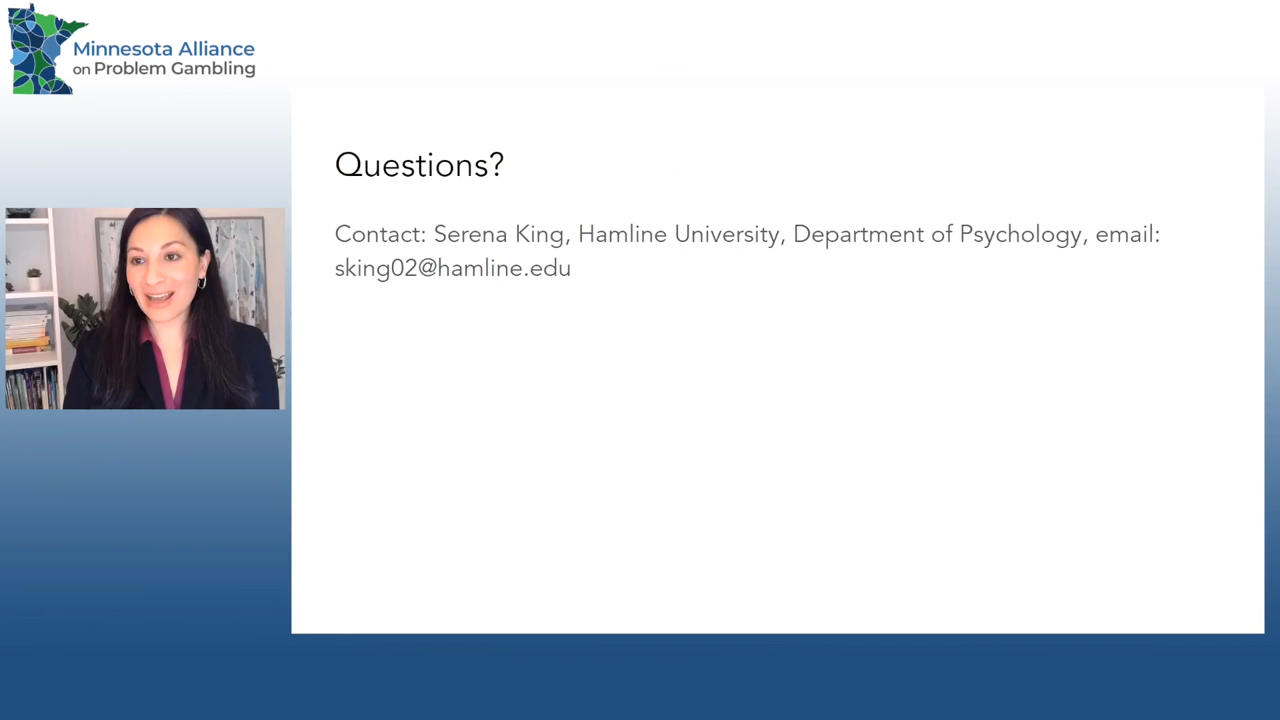 Minnesota Alliance
on Problem Gambling
Questions?
Contact: Serena King, Hamline University, Department of Psychology, email:
sking02@hamline.edu